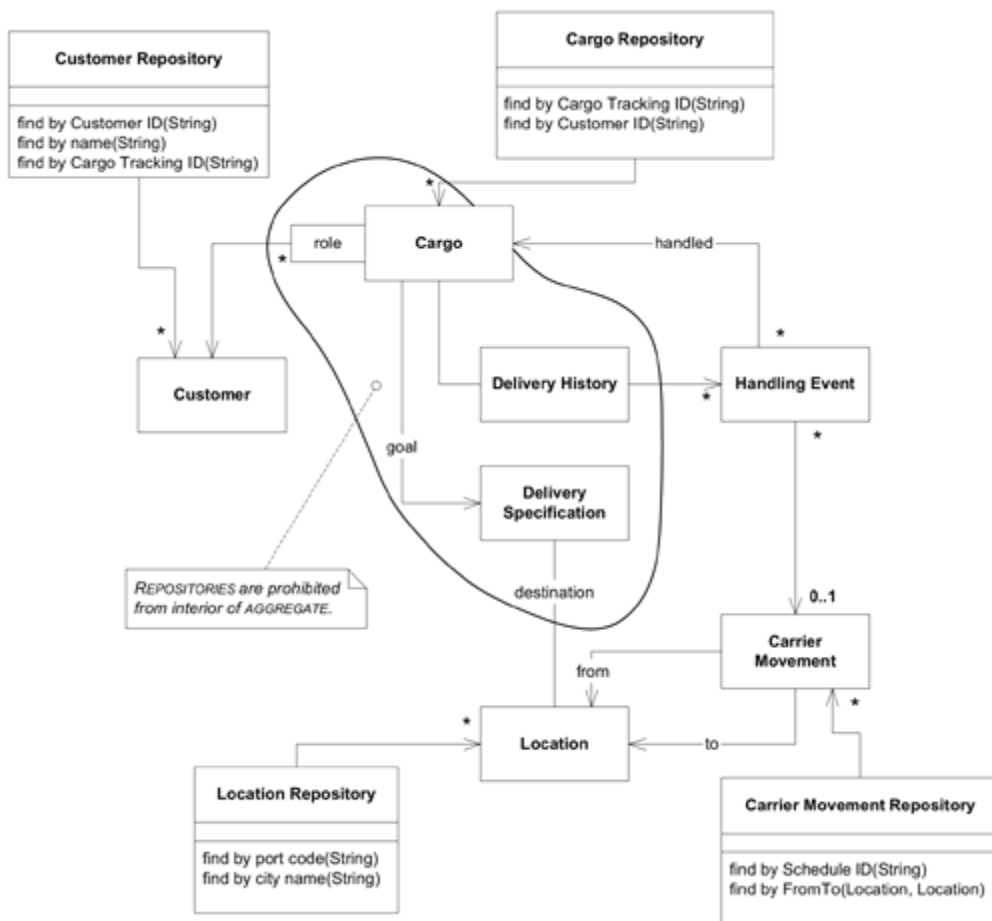 Customer Repository
find by Customer ID(String)
find by name(String)
find by Cargo Tracking ID(String)
Cargo Repository
find by Cargo Tracking ID(String)
find by Customer ID(String)
*
role
*
Cargo
handled
*
*
Customer
Delivery History
*
Handling Event
*
goal
Delivery
Specification
REPOSITORIES are prohibited
from interior of AGGREGATE.
destination
0..1
Carrier
Movement
from
*
*
Location
to
Location Repository
find by port code(String)
find by city name(String)
Carrier Movement Repository
find by Schedule ID(String)
find by FromTo(Location, Location)